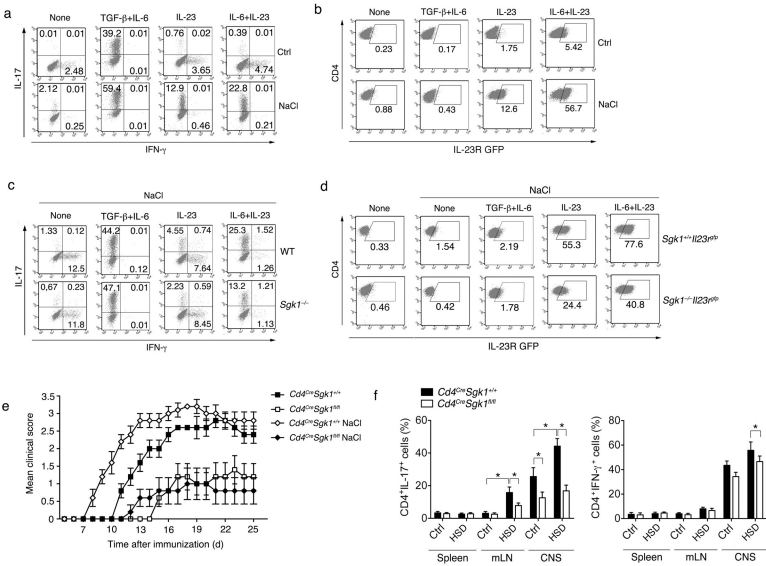 a
None
TGF-β+IL-6
IL-23
IL-6+IL-23
0.01 0.01
39.2 0.01
0.76 0.02
0.39 0.01
Ctrl
2.48
0.01
3.65
4.74
2.12 0.01
59.4 0.01
12.9 0.01
22.8 0.01
NaCl
0.25
0.01
0.46
0.21
IL-17
IFN-γ
b
None
TGF-β+IL-6
IL-23
IL-6+IL-23
0.23
0.17
1.75
5.42
Ctrl
0.88
0.43
12.6
56.7
NaCl
CD4
IL-23R GFP
c
NaCl
None
TGF-β+IL-6
IL-23
IL-6+IL-23
1.33 0.12
44.2 0.01
4.55 0.74
25.3 1.52
WT
12.5
0.12
7.64
1.26
0,67 0.23
47.1 0.01
2.23 0.59
13.2 1.21
Sgk1−/−
11.8
0.01
8.45
1.13
IL-17
IFN-γ
d
NaCl
None
None
TGF-β+IL-6
IL-23
IL-6+IL-23
0.33
1.54
2.19
55.3
77.6
Sgk1+/+Il23rgfp
0.46
0.42
1.78
24.4
40.8
Sgk1−/−Il23rgfp
CD4
IL-23R GFP
e
Mean clinical score
3.5
3
2.5
2
1.5
1
0.5
0
7 10 13 16 19 21 25
Time after immunization (d)
Cd4CreSgk1+/+
Cd4CreSgk1fl/fl
Cd4CreSgk1+/+ NaCl
Cd4CreSgk1fl/fl NaCl
f
Cd4CreSgk1+/+
Cd4CreSgk1fl/fl
(%)
60
40
20
0
CD4+IL-17+ cells
* * * * *
Ctrl HSD Ctrl HSD Ctrl HSD
Spleen mLN CNS
(%)
80
60
40
20
0
CD4+IFN-γ+ cells
*
Ctrl HSD Ctrl HSD Ctrl HSD
Spleen mLN CNS